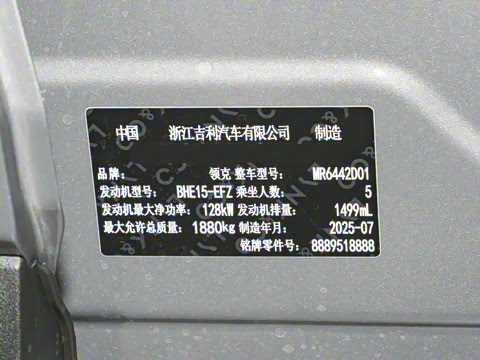 中国 浙江吉利汽车有限公司 制造
品牌： 领克 整车型号： MR6442D01
发动机型号： BHE15-EFZ 乘坐人数： 5
发动机最大净功率： 128kW 发动机排量： 1499mL
最大允许总质量： 1880kg 制造年月： 2025-07
铭牌零件号： 8889518888